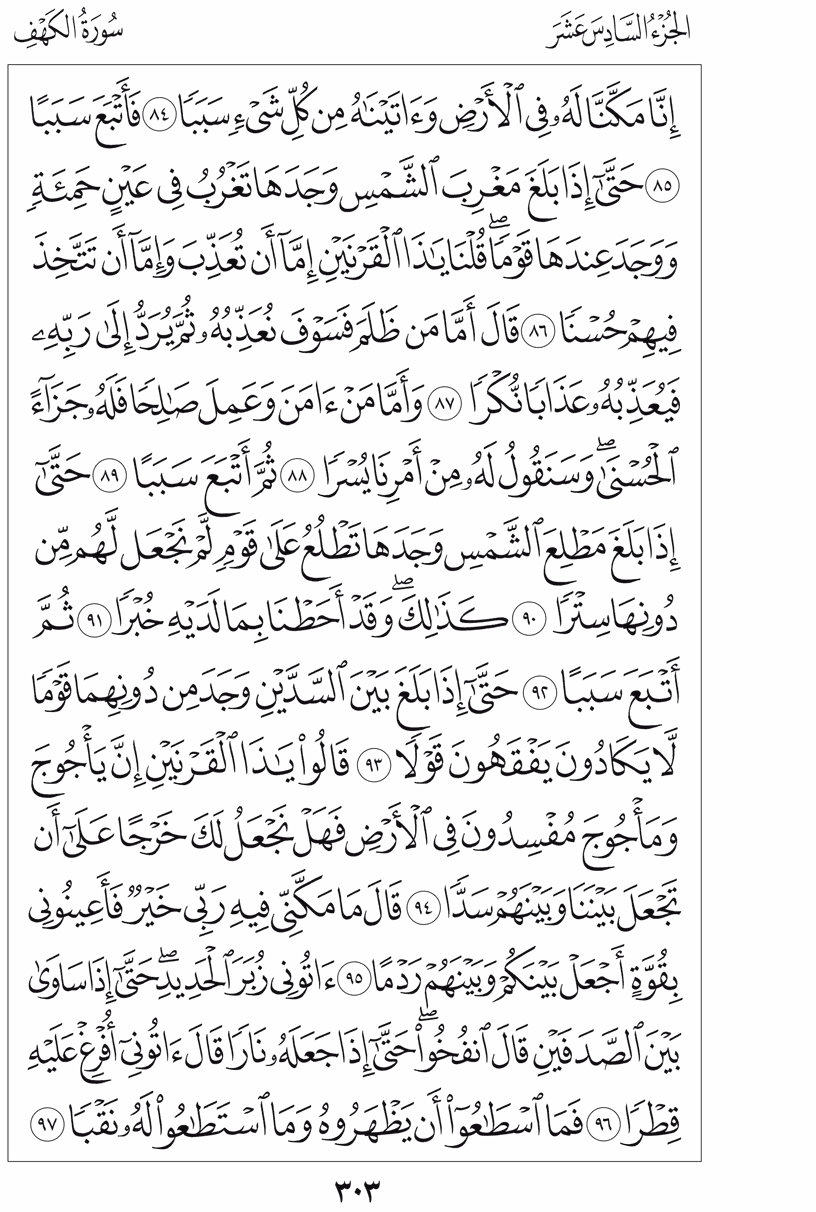 الجُزْءُ السَّادِسَ عَشَرَ
سُورَةُ الكَهْفِ
إِنَّا مَكَّنَّا لَهُۥ فِى ٱلْأَرْضِ وَءَاتَيْنَٰهُ مِن كُلِّ شَىْءٍ سَبَبًا ٨٤ فَأَتْبَعَ سَبَبًا
٨٥ حَتَّىٰٓ إِذَا بَلَغَ مَغْرِبَ ٱلشَّمْسِ وَجَدَهَا تَغْرُبُ فِى عَيْنٍ حَمِئَةٍ
وَوَجَدَ عِندَهَا قَوْمًا ۖ قُلْنَا يَٰذَا ٱلْقَرْنَيْنِ إِمَّآ أَن تُعَذِّبَ وَإِمَّآ أَن تَتَّخِذَ
فِيهِمْ حُسْنًا ٨٦ قَالَ أَمَّا مَن ظَلَمَ فَسَوْفَ نُعَذِّبُهُۥ ثُمَّ يُرَدُّ إِلَىٰ رَبِّهِۦ
فَيُعَذِّبُهُۥ عَذَابًا نُّكْرًا ٨٧ وَأَمَّا مَنْ ءَامَنَ وَعَمِلَ صَٰلِحًا فَلَهُۥ جَزَآءً
ٱلْحُسْنَىٰ ۖ وَسَنَقُولُ لَهُۥ مِنْ أَمْرِنَا يُسْرًا ٨٨ ثُمَّ أَتْبَعَ سَبَبًا ٨٩ حَتَّىٰٓ
إِذَا بَلَغَ مَطْلِعَ ٱلشَّمْسِ وَجَدَهَا تَطْلُعُ عَلَىٰ قَوْمٍ لَّمْ نَجْعَل لَّهُم مِّن
دُونِهَا سِتْرًا ٩٠ كَذَٰلِكَ ۖ وَقَدْ أَحَطْنَا بِمَا لَدَيْهِ خُبْرًا ٩١ ثُمَّ
أَتْبَعَ سَبَبًا ٩٢ حَتَّىٰٓ إِذَا بَلَغَ بَيْنَ ٱلسَّدَّيْنِ وَجَدَ مِن دُونِهِمَا قَوْمًا
لَّا يَكَادُونَ يَفْقَهُونَ قَوْلًا ٩٣ قَالُوا۟ يَٰذَا ٱلْقَرْنَيْنِ إِنَّ يَأْجُوجَ
وَمَأْجُوجَ مُفْسِدُونَ فِى ٱلْأَرْضِ فَهَلْ نَجْعَلُ لَكَ خَرْجًا عَلَىٰٓ أَن
تَجْعَلَ بَيْنَنَا وَبَيْنَهُمْ سَدًّا ٩٤ قَالَ مَا مَكَّنِّى فِيهِ رَبِّى خَيْرٌ فَأَعِينُونِى
بِقُوَّةٍ أَجْعَلْ بَيْنَكُمْ وَبَيْنَهُمْ رَدْمًا ٩٥ ءَاتُونِى زُبَرَ ٱلْحَدِيدِ ۖ حَتَّىٰٓ إِذَا سَاوَىٰ
بَيْنَ ٱلصَّدَفَيْنِ قَالَ ٱنفُخُوا۟ ۖ حَتَّىٰٓ إِذَا جَعَلَهُۥ نَارًا قَالَ ءَاتُونِىٓ أُفْرِغْ عَلَيْهِ
قِطْرًا ٩٦ فَمَا ٱسْطَٰعُوٓا۟ أَن يَظْهَرُوهُ وَمَا ٱسْتَطَٰعُوا۟ لَهُۥ نَقْبًا ٩٧
٣٠٣